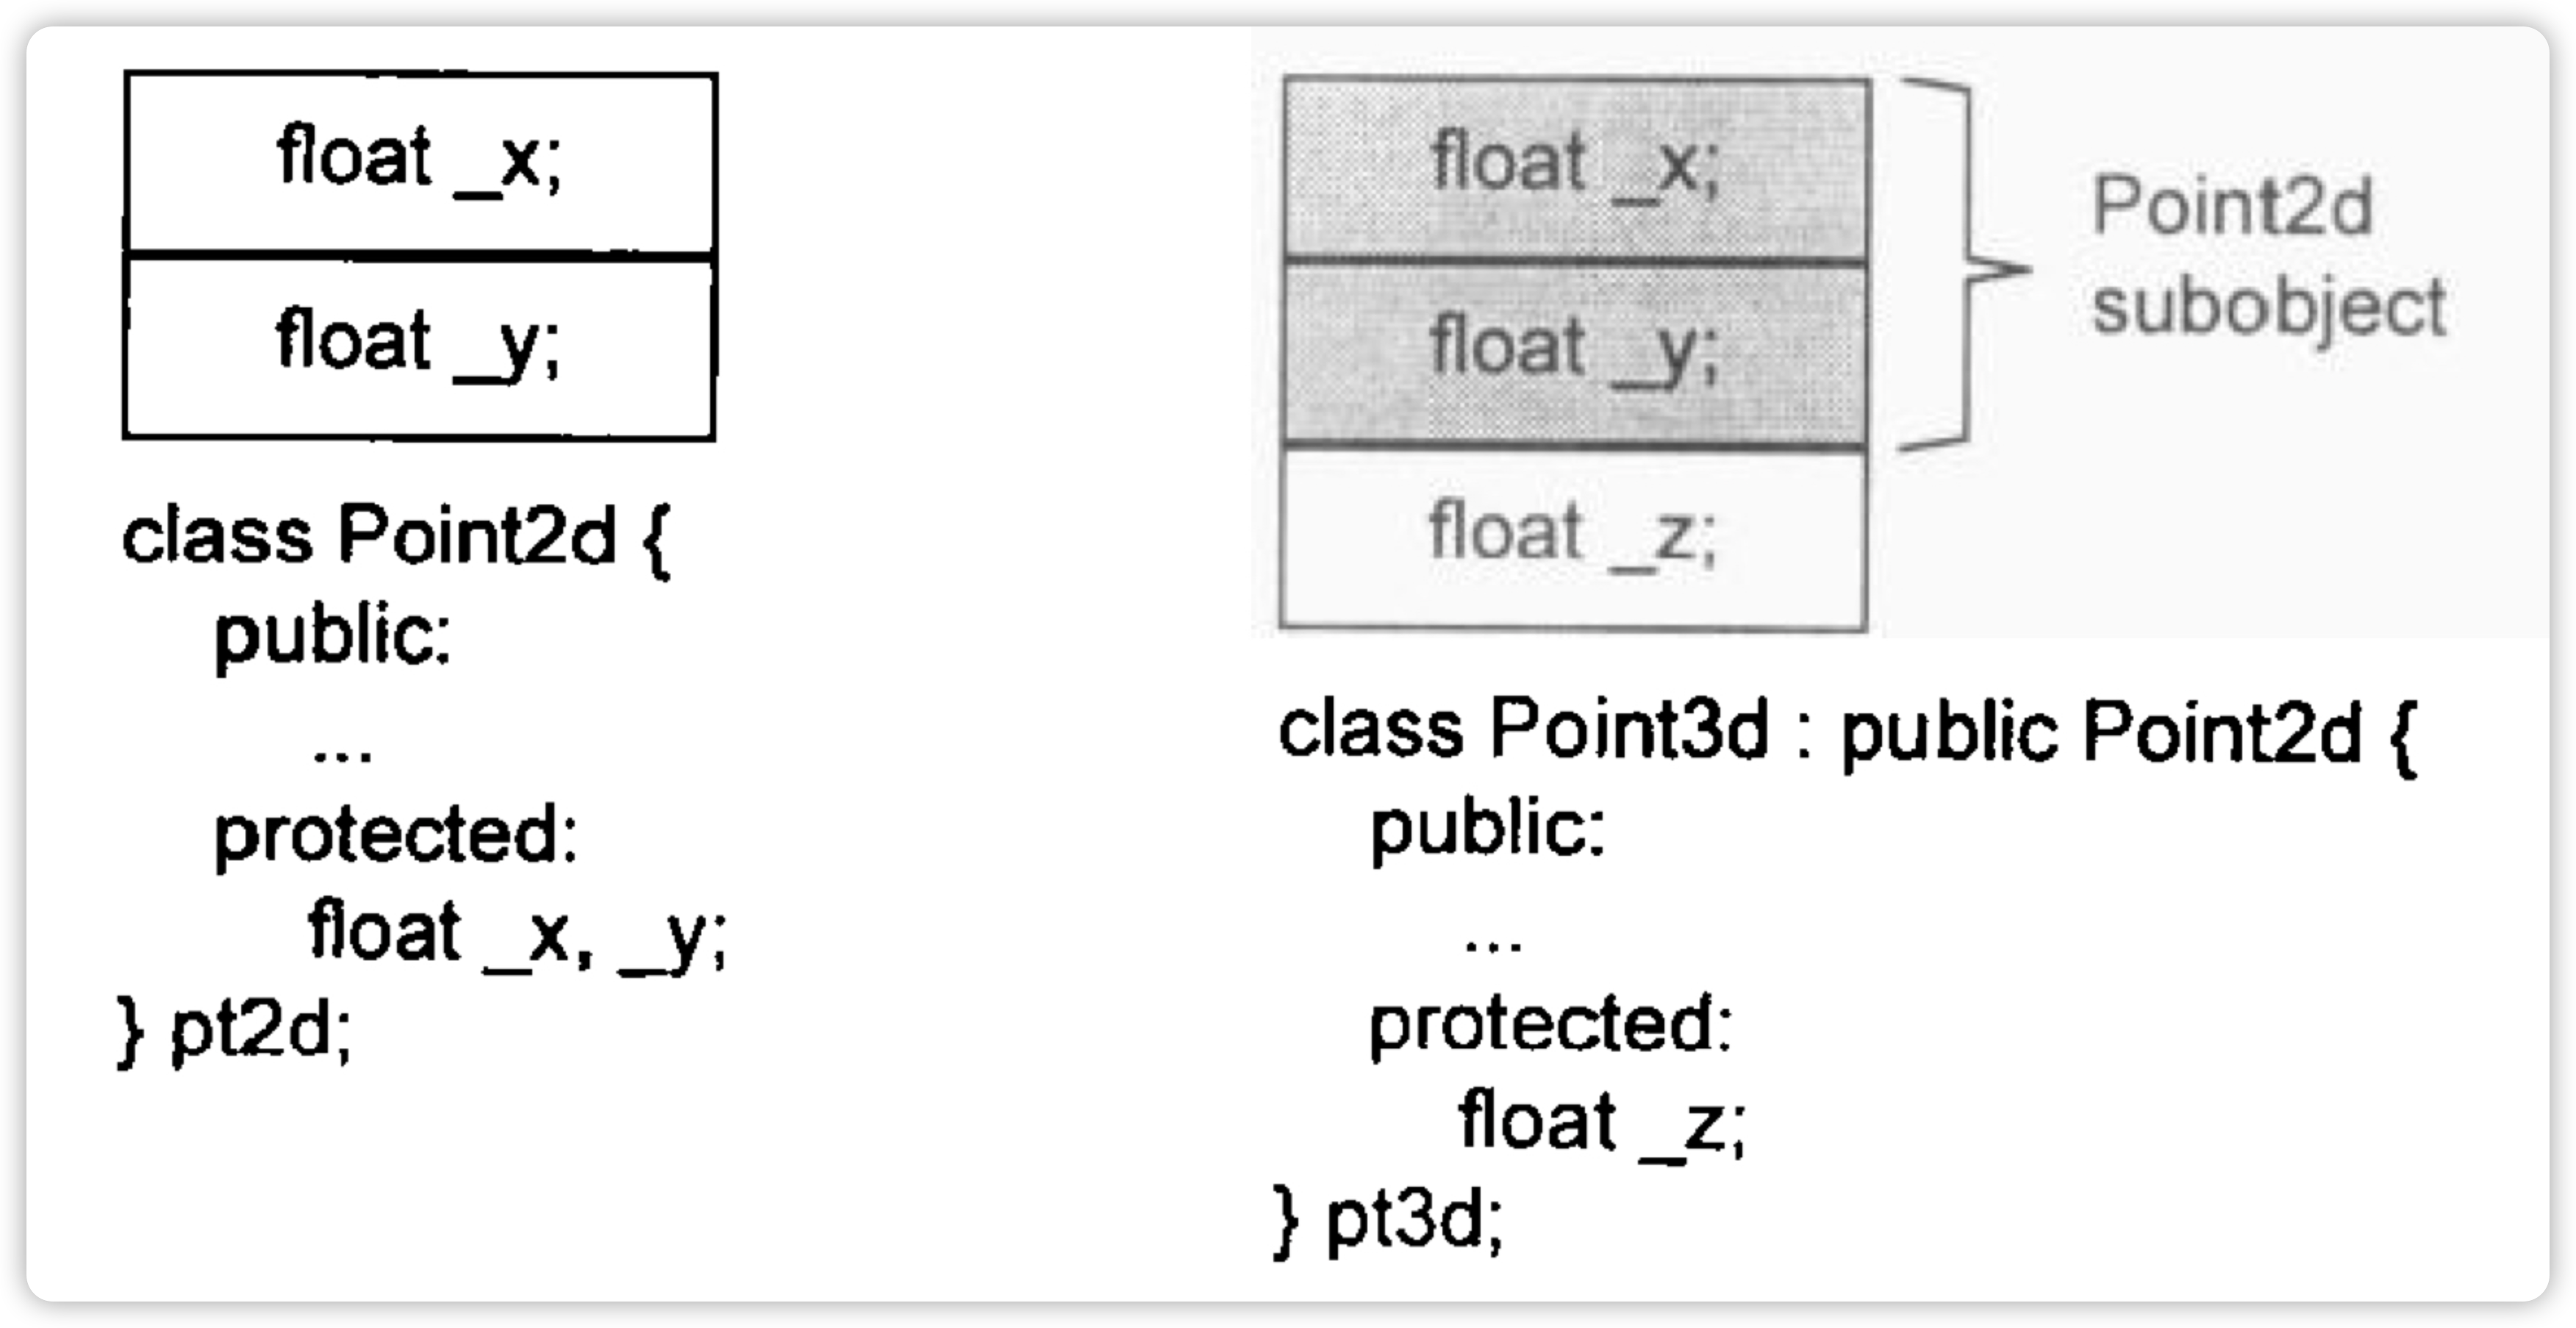 float _x;
float _y;
class Point2d {
public:
...
protected:
float _x, _y;
} pt2d;
float _x;
float _y;
float _z;
Point2d
subobject
class Point3d : public Point2d {
public:
...
protected:
float _z;
} pt3d;